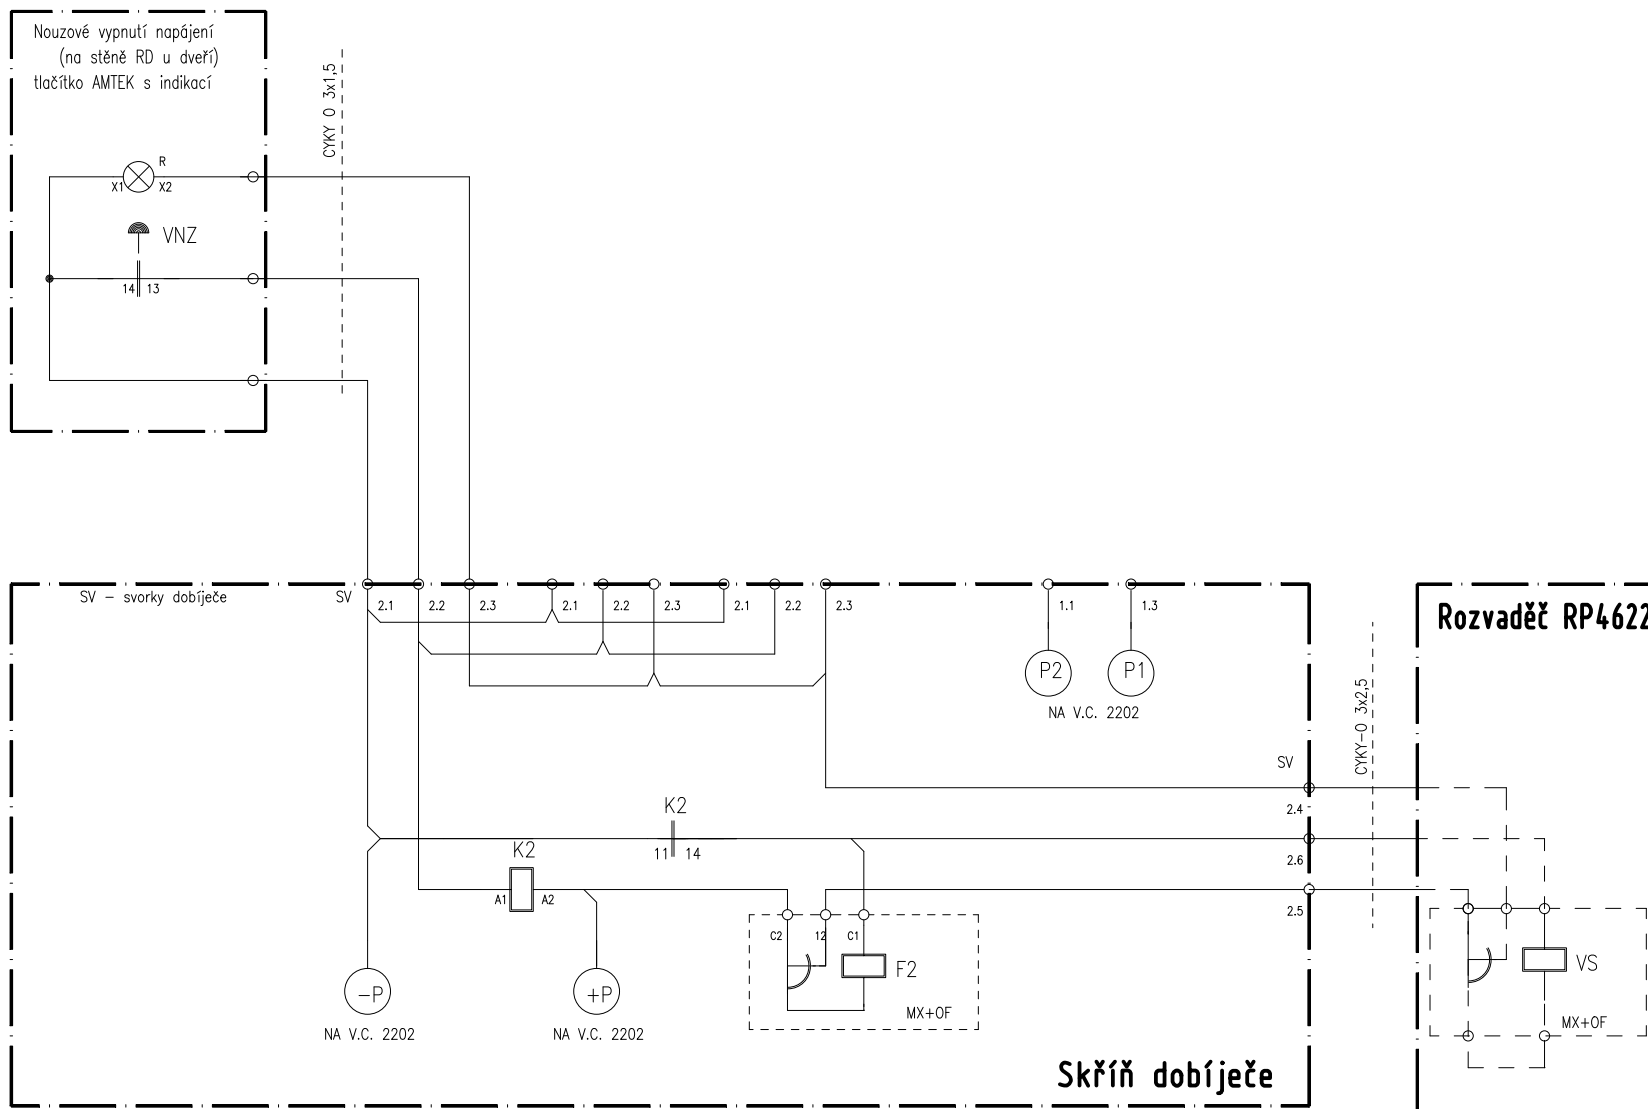 Nouzové vypnutí napájení
(na stěně RD u dveří)
tlačítko AMTEK s indikací
CYKY O 3x1,5
R
X1 X2
VNZ
14 13
SV – svorky dobíječe
SV 2.1 2.2 2.3 2.1 2.2 2.3 2.1 2.2 2.3 1.1 1.3
Rozvaděč RP4622
P2 P1
NA V.C. 2202
CYKY-O 3x2,5
SV
2.4
K2
11 14
2.6
K2
A1 A2
2.5
C2 12 C1
F2
MX+OF
VS
MX+OF
–P +P
NA V.C. 2202 NA V.C. 2202
Skříň dobíječe